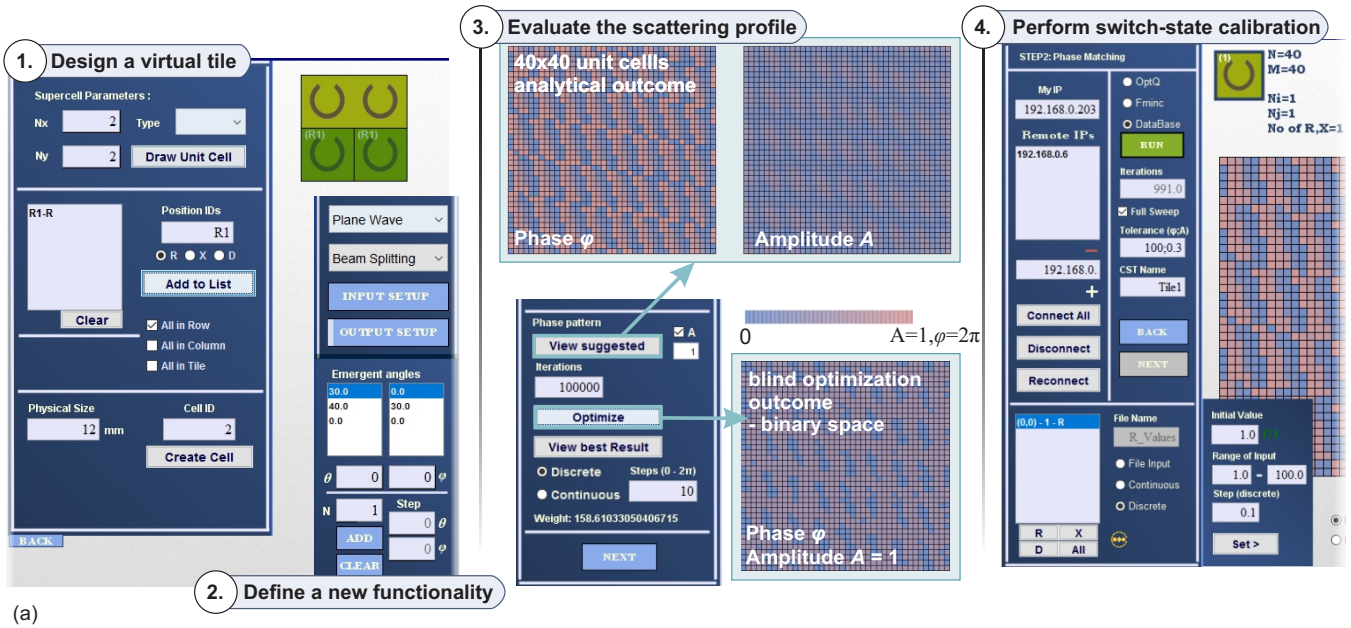 1. Design a virtual tile
Supercell Parameters :
Nx 2 Type
Ny 2 Draw Unit Cell
(R1) (R1)
R1-R
Position IDs
R1
R X D
Add to List
Clear
All in Row
All in Column
All in Tile
Physical Size Cell ID
12 mm 2
Create Cell
BACK
Plane Wave
Beam Splitting
INPUT SETUP
OUTPUT SETUP
Emergent angles
30.0 0.0
40.0 30.0
0.0 0.0
θ 0 0 φ
N 1 Step
0 θ
ADD
0 φ
CLEAR
2. Define a new functionality
(a)
3. Evaluate the scattering profile
40x40 unit cellls
analytical outcome
Phase φ
Amplitude A
Phase pattern
View suggested
A
1
Iterations
100000
Optimize
View best Result
Discrete Steps (0 - 2π)
Continuous 10
Weight: 158.61033050406715
NEXT
0 A=1,φ=2π
blind optimization
outcome
- binary space
Phase φ
Amplitude A = 1
4. Perform switch-state calibration
STEP2: Phase Matching
My IP
192.168.0.203
Remote IPs
192.168.0.6
192.168.0.
+
Connect All
Disconnect
Reconnect
OptQ
Fminc
DataBase
RUN
Iterations
991.0
Full Sweep
Tolerance (φ;A)
100;0.3
CST Name
Tile1
BACK
NEXT
(1)
N=40
M=40
Ni=1
Nj=1
No of R,X=1
(0,0) - 1 - R
R X
D All
File Name
R_Values
File Input
Continuous
Discrete
Initial Value
1.0 (1)
Range of Input
1.0 - 100.0
Step (discrete)
0.1
Set >